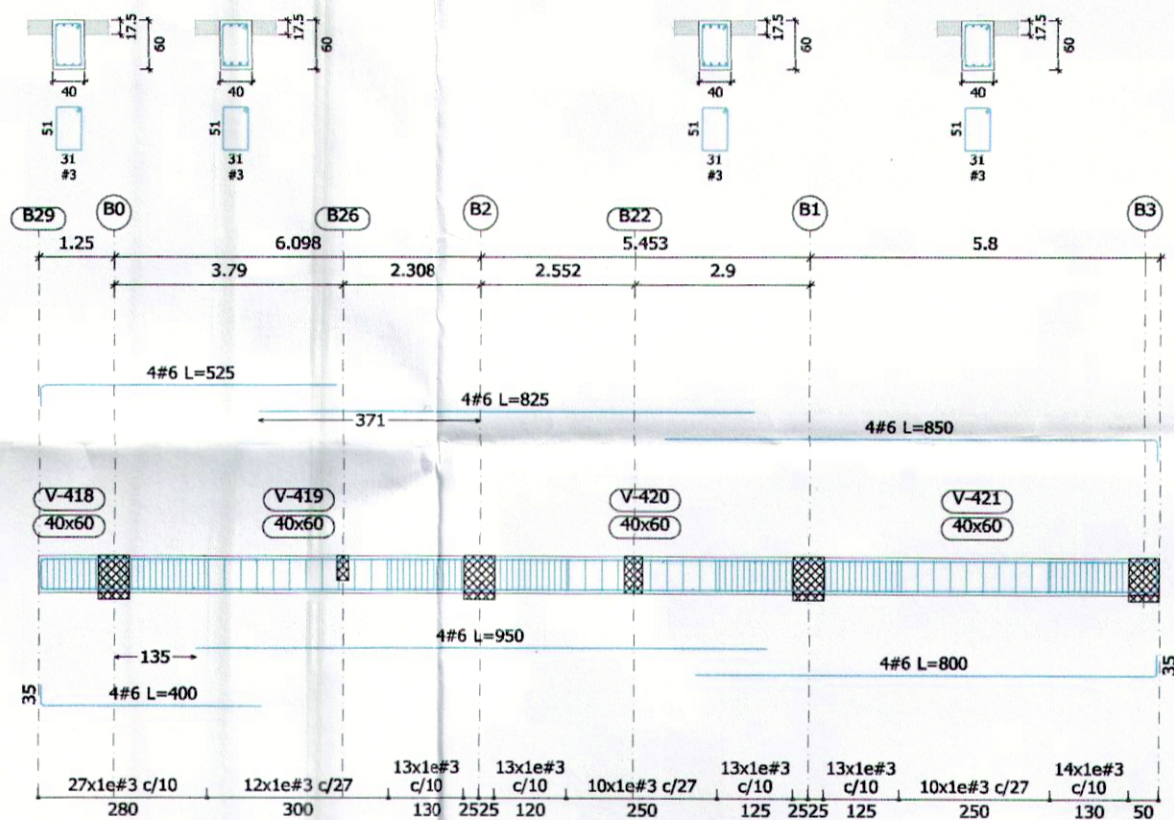 17.5 60 17.5 60 17.5 60 17.5 60
40 40 40 40
51 51 51 51
31 31 31 31
#3 #3 #3 #3
B29 B0 B26 B2 B22 B1 B3
1.25 6.098 5.453 5.8
3.79 2.308 2.552 2.9
4#6 L=525
4#6 L=825
371
4#6 L=850
V-418 V-419 V-420 V-421
40x60 40x60 40x60 40x60
4#6 L=950
135
4#6 L=800 35
35 4#6 L=400
13x1e#3 13x1e#3 13x1e#3 13x1e#3 14x1e#3
27x1e#3 c/10 12x1e#3 c/27 c/10 c/10 10x1e#3 c/27 c/10 c/10 10x1e#3 c/27 c/10
280 300 130 2525 120 250 125 2525 125 250 130 50